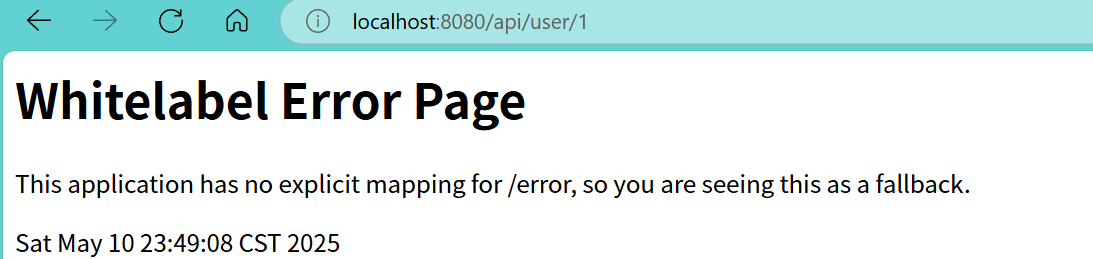 localhost:8080/api/user/1
Whitelabel Error Page
This application has no explicit mapping for /error, so you are seeing this as a fallback.
Sat May 10 23:49:08 CST 2025